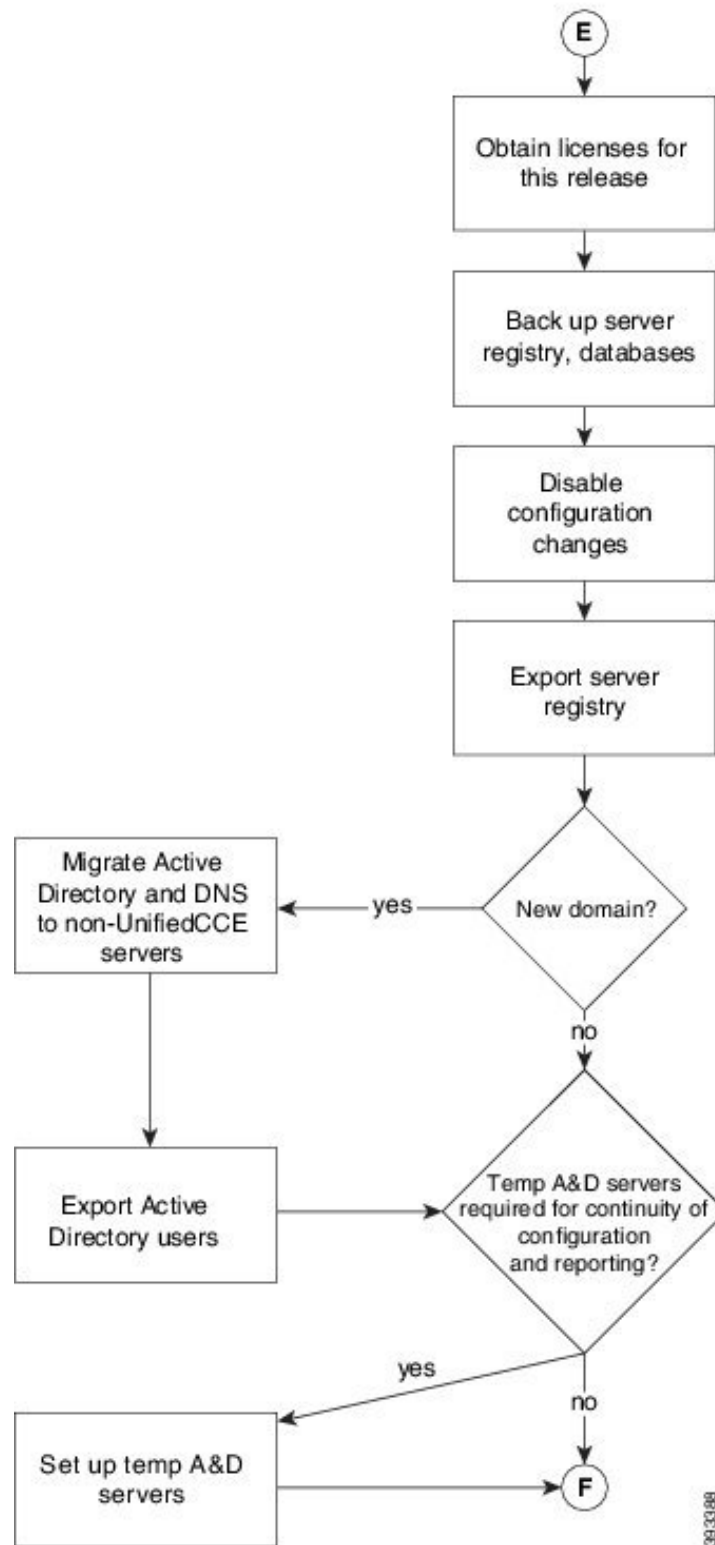 E
Obtain licenses for
this release
Back up server
registry, databases
Disable
configuration
changes
Export server
registry
Migrate Active
Directory and DNS
to non-UnifiedCCE
servers
yes
New domain?
no
Export Active
Directory users
Temp A&D servers
required for continuity of
configuration
and reporting?
yes
no
Set up temp A&D
servers
F
393388